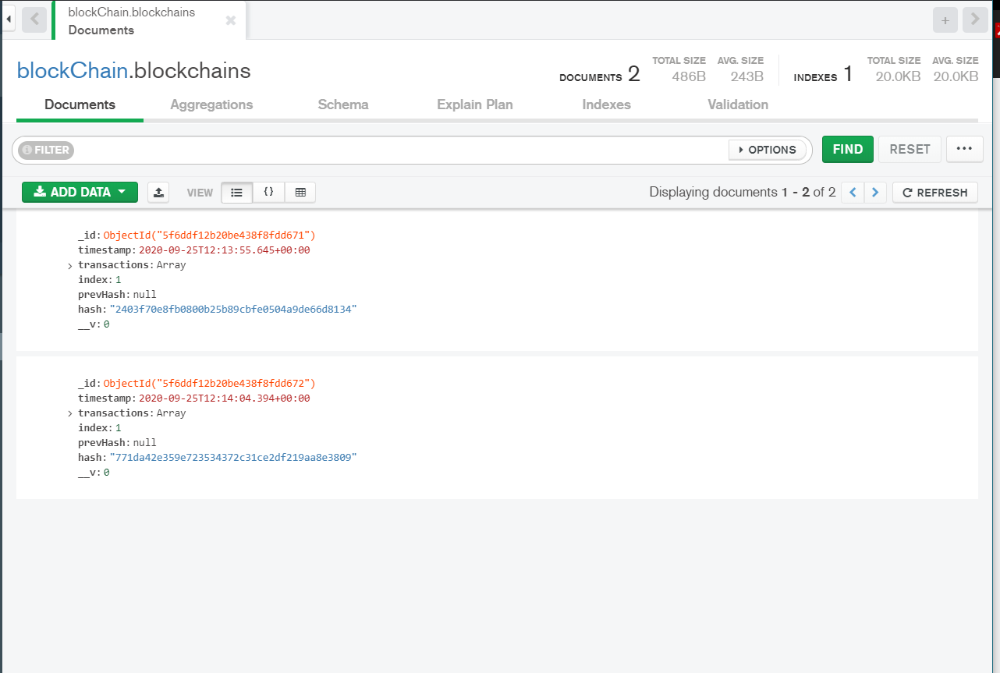 blockChain.blockchains
Documents
blockChain.blockchains
DOCUMENTS 2 TOTAL SIZE 486B AVG. SIZE 243B INDEXES 1 TOTAL SIZE 20.0KB AVG. SIZE 20.0KB
Documents Aggregations Schema Explain Plan Indexes Validation
FILTER OPTIONS FIND RESET ...
ADD DATA VIEW {} Displaying documents 1 - 2 of 2 REFRESH
_id: ObjectId("5f6ddf12b20be438f8fdd671")
timestamp: 2020-09-25T12:13:55.645+00:00
transactions: Array
index: 1
prevHash: null
hash: "2403f70e8fb0800b25b89cbfe0504a9de66d8134"
__v: 0
_id: ObjectId("5f6ddf12b20be438f8fdd672")
timestamp: 2020-09-25T12:14:04.394+00:00
transactions: Array
index: 1
prevHash: null
hash: "771da42e359e723534372c31ce2df219aa8e3809"
__v: 0